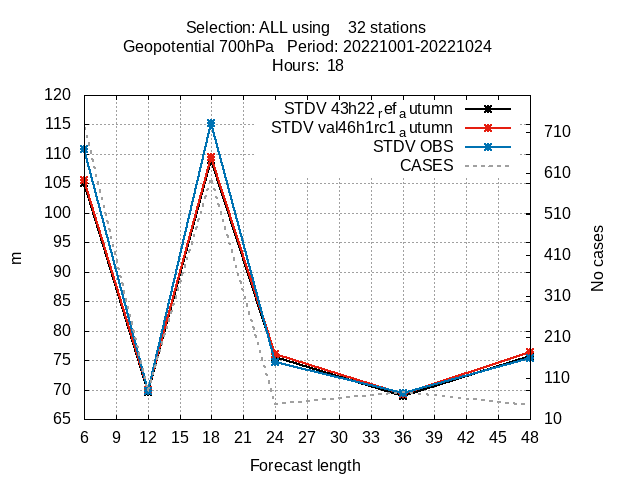 Selection: ALL using 32 stations
Geopotential 700hPa Period: 20221001-20221024
Hours: 18
STDV 43h22_ref_autumn
STDV val46h1rc1_autumn
STDV OBS
CASES
120
115
110
105
100
95
90
85
80
75
70
65
m
710
610
510
410
310
210
110
10
No cases
6 9 12 15 18 21 24 27 30 33 36 39 42 45 48
Forecast length